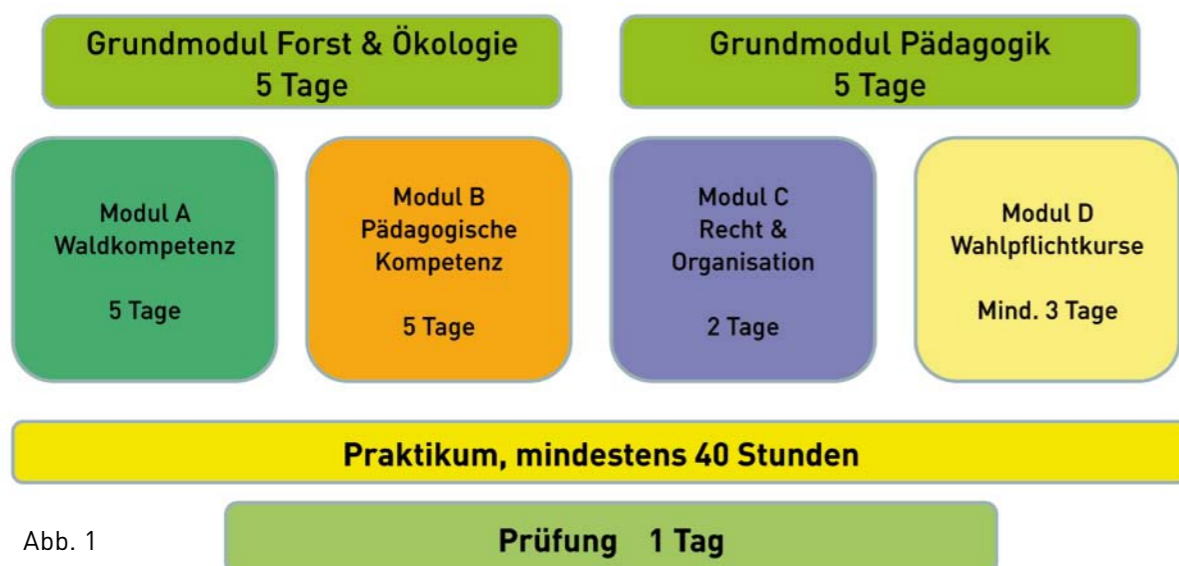 Grundmodul Forst & Ökologie
5 Tage
Grundmodul Pädagogik
5 Tage
Modul A
Waldkompetenz
5 Tage
Modul B
Pädagogische
Kompetenz
5 Tage
Modul C
Recht &
Organisation
2 Tage
Modul D
Wahlpflichtkurse
Mind. 3 Tage
Praktikum, mindestens 40 Stunden
Abb. 1
Prüfung 1 Tag